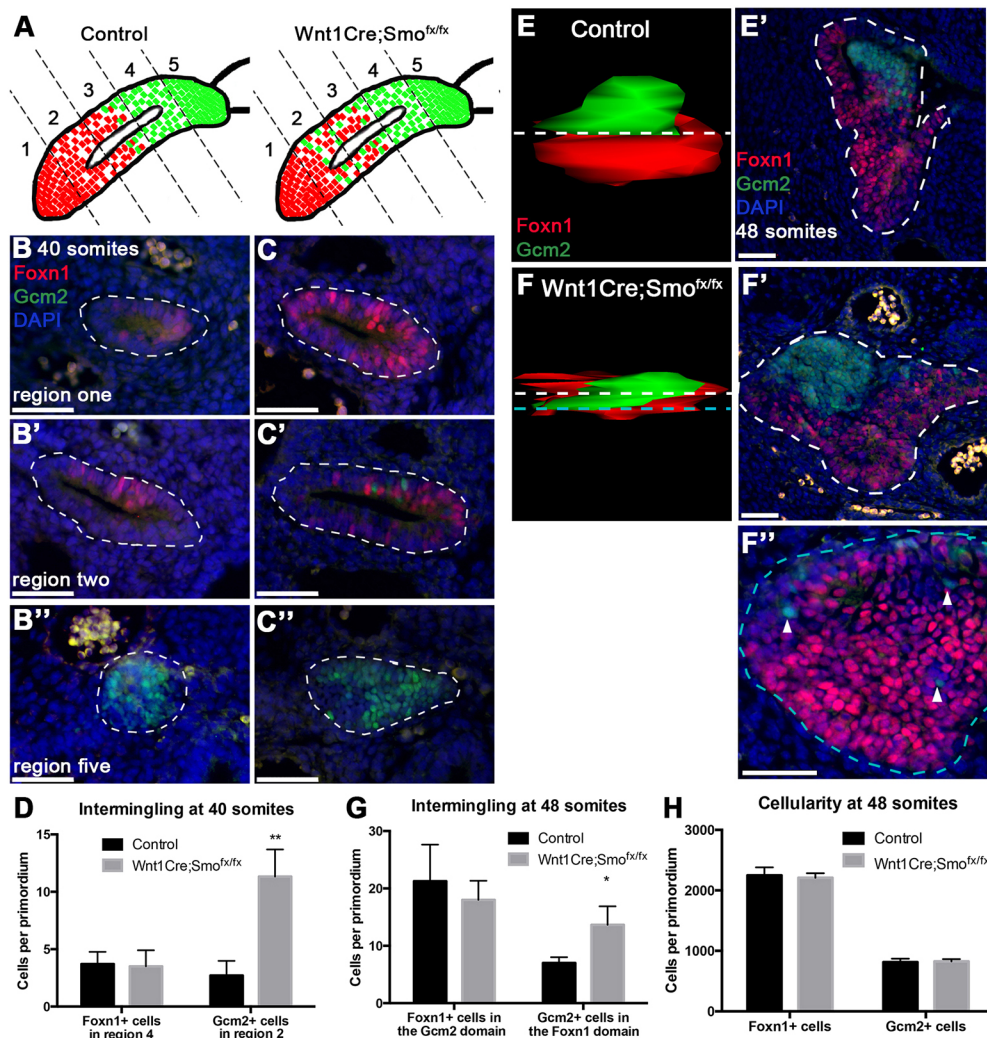 A
Control
Wnt1Cre;Smofx/fx
1 2 3 4 5
1 2 3 4 5
B 40 somites
Foxn1
Gcm2
DAPI
region one
C
B'
region two
C'
B''
region five
C''
D
Intermingling at 40 somites
Control
Wnt1Cre;Smofx/fx
**
Cells per primordium
15
10
5
0
Foxn1+ cells
in region 4
Gcm2+ cells
in region 2
E Control
Foxn1
Gcm2
E'
Foxn1
Gcm2
DAPI
48 somites
F Wnt1Cre;Smofx/fx
F'
F''
G
Intermingling at 48 somites
Control
Wnt1Cre;Smofx/fx
*
Cells per primordium
30
20
10
0
Foxn1+ cells in
the Gcm2 domain
Gcm2+ cells in
the Foxn1 domain
H
Cellularity at 48 somites
Control
Wnt1Cre;Smofx/fx
Cells per primordium
3000
2000
1000
0
Foxn1+ cells
Gcm2+ cells